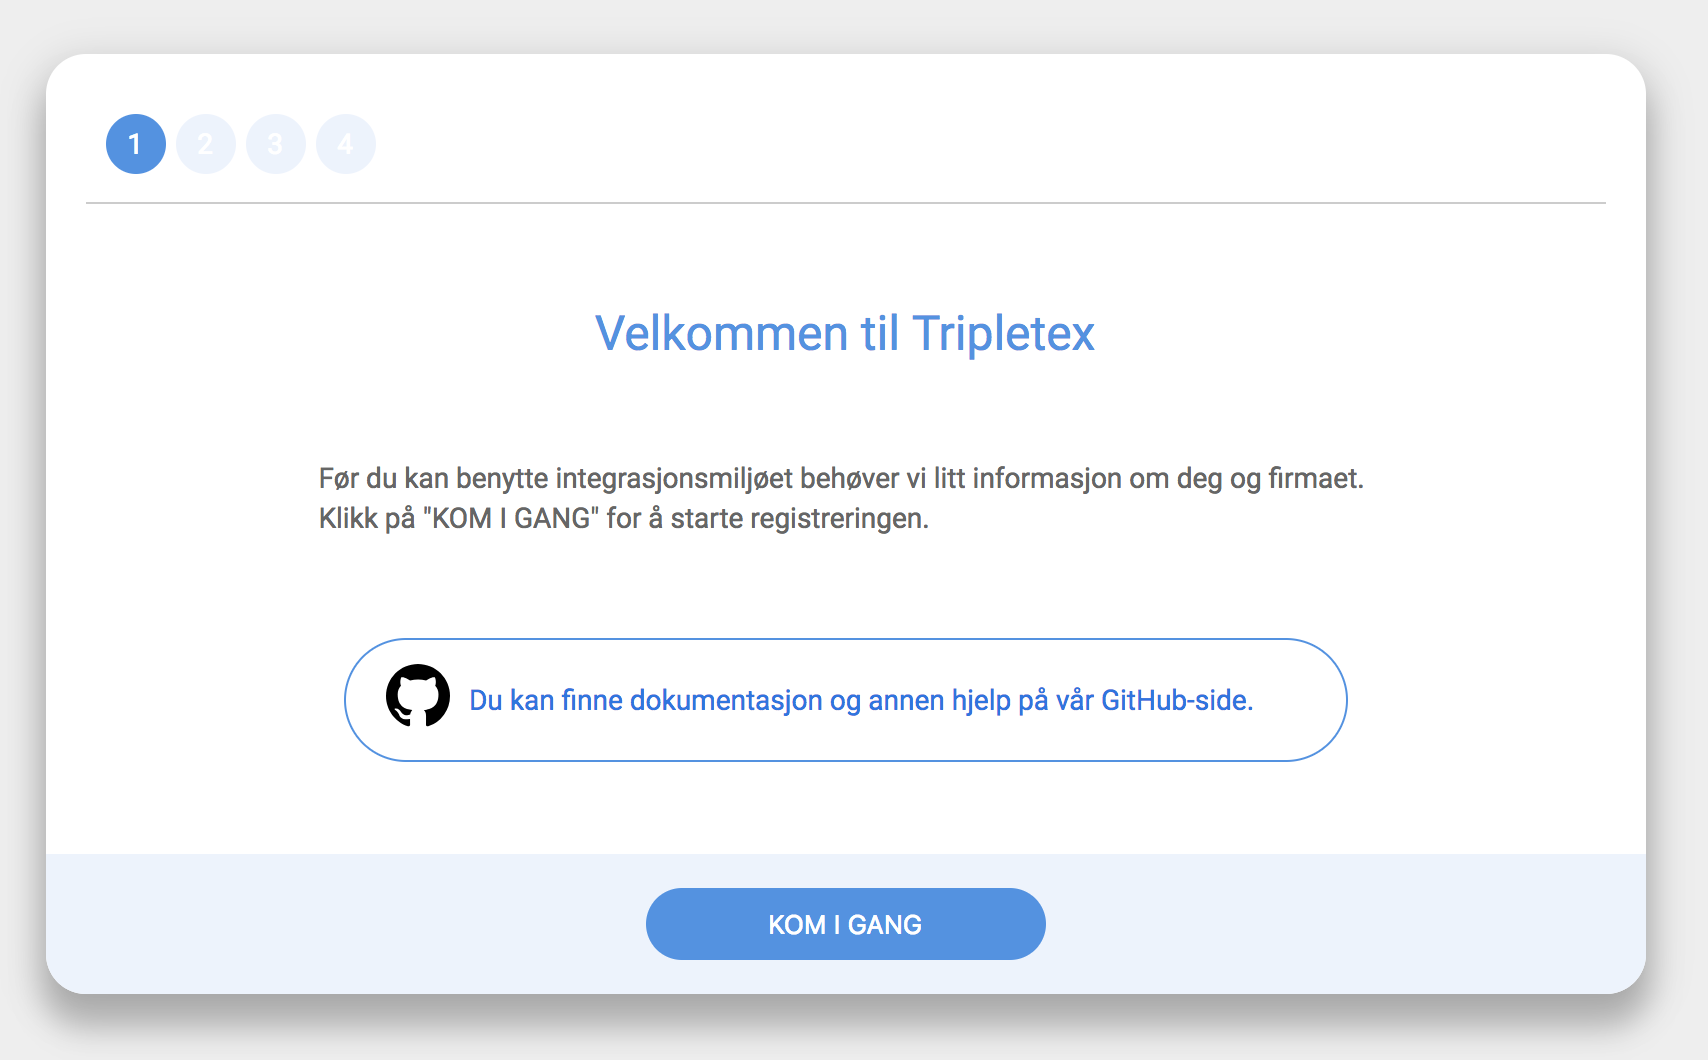 1 2 3 4
Velkommen til Tripletex
Før du kan benytte integrasjonsmiljøet behøver vi litt informasjon om deg og firmaet.
Klikk på "KOM I GANG" for å starte registreringen.
Du kan finne dokumentasjon og annen hjelp på vår GitHub-side.
KOM I GANG